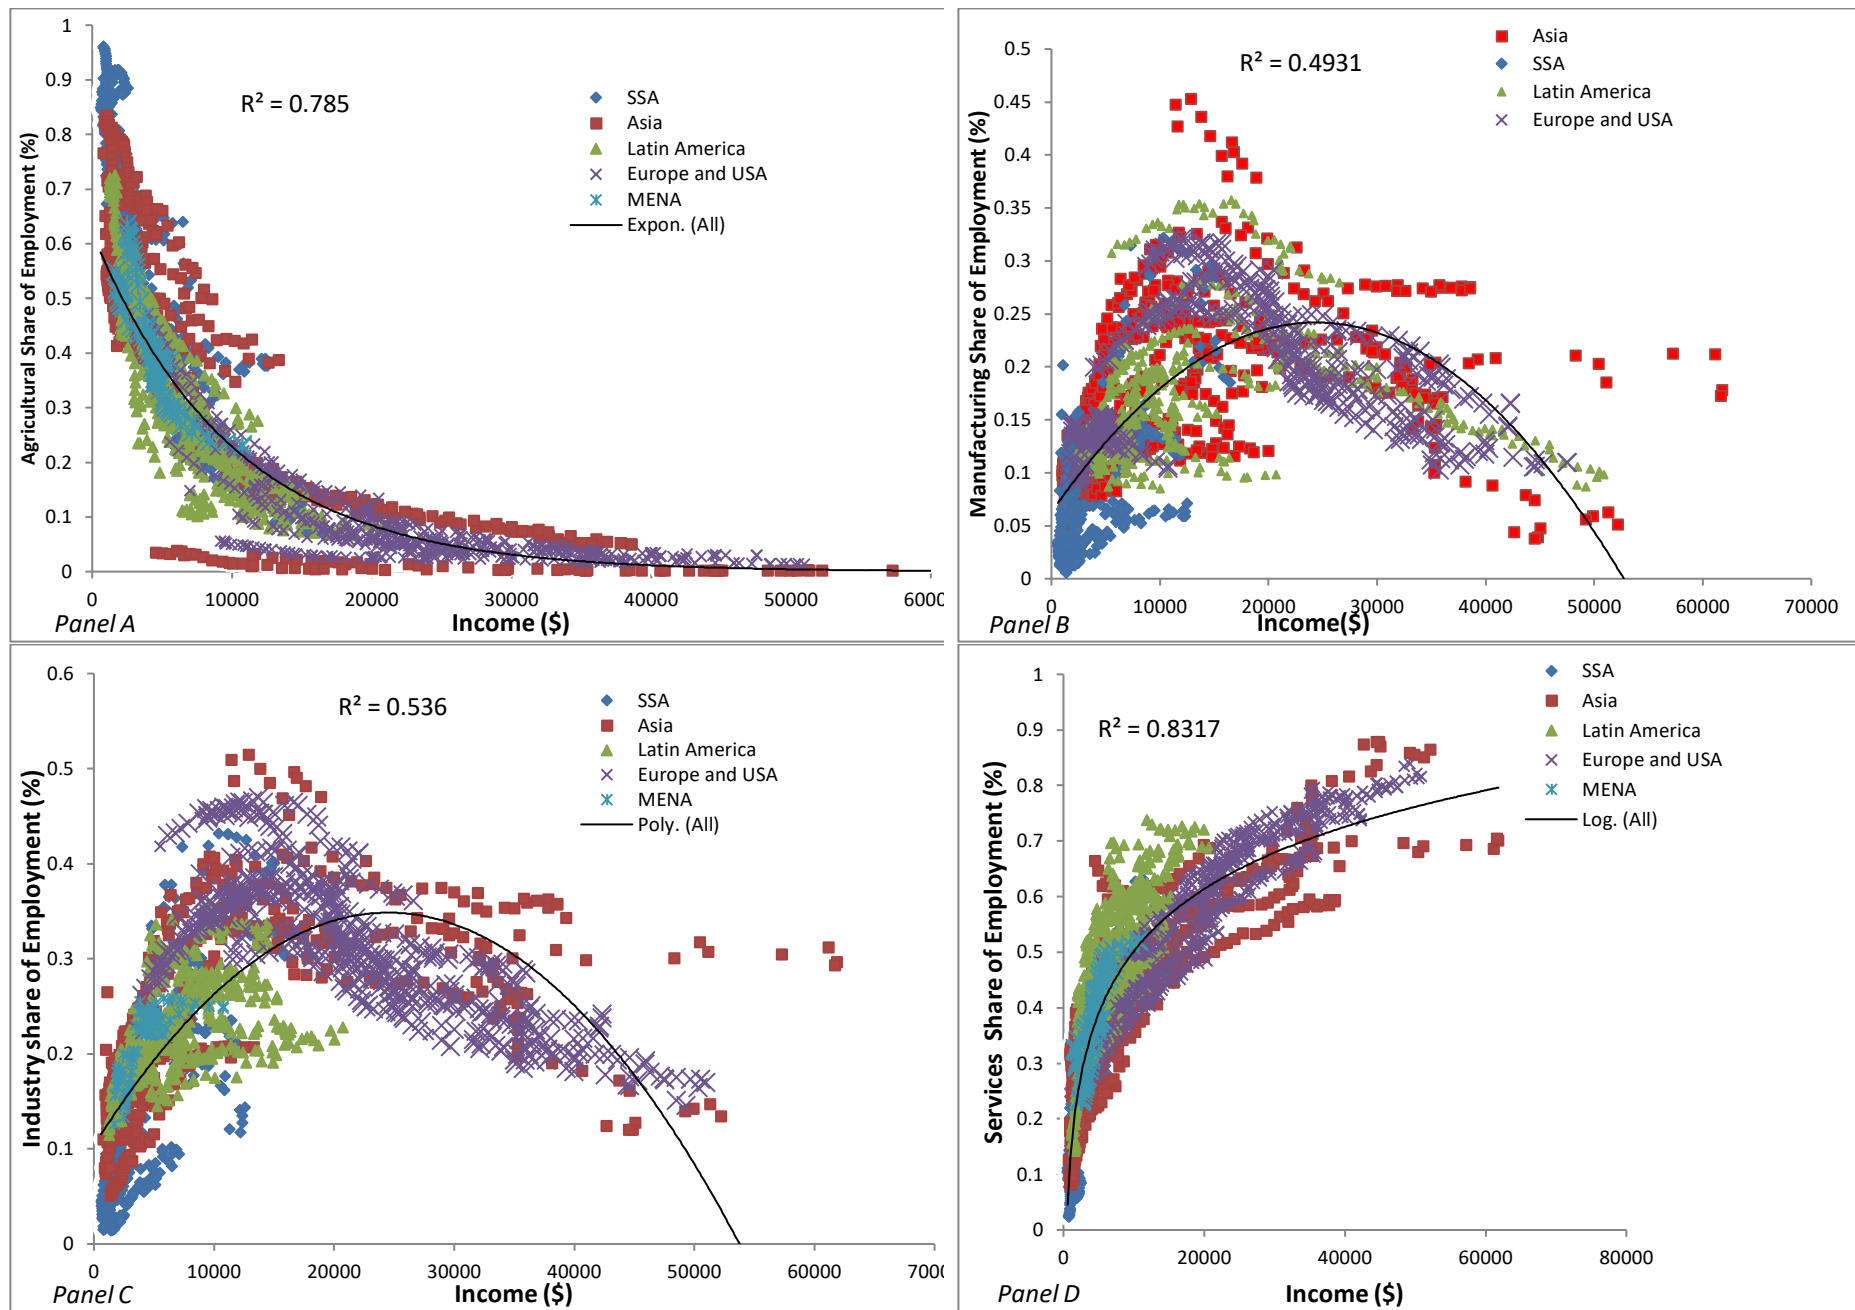 1
0.9
0.8
0.7
0.6
0.5
0.4
0.3
0.2
0.1
0
Agricultural Share of Employment (%)
R² = 0.785
SSA
Asia
Latin America
Europe and USA
MENA
Expon. (All)
0 10000 20000 30000 40000 50000 6000
Panel A
Income ($)
0.5
0.45
0.4
0.35
0.3
0.25
0.2
0.15
0.1
0.05
0
Manufacturing Share of Employment (%)
R² = 0.4931
Asia
SSA
Latin America
Europe and USA
0 10000 20000 30000 40000 50000 60000 70000
Panel B
Income($)
0.6
0.5
0.4
0.3
0.2
0.1
0
Industry share of Employment (%)
R² = 0.536
SSA
Asia
Latin America
Europe and USA
MENA
Poly. (All)
0 10000 20000 30000 40000 50000 60000 7000
Panel C
Income ($)
1
0.9
0.8
0.7
0.6
0.5
0.4
0.3
0.2
0.1
0
Services Share of Employment (%)
R² = 0.8317
SSA
Asia
Latin America
Europe and USA
MENA
Log. (All)
0 20000 40000 60000 80000
Panel D
Income ($)